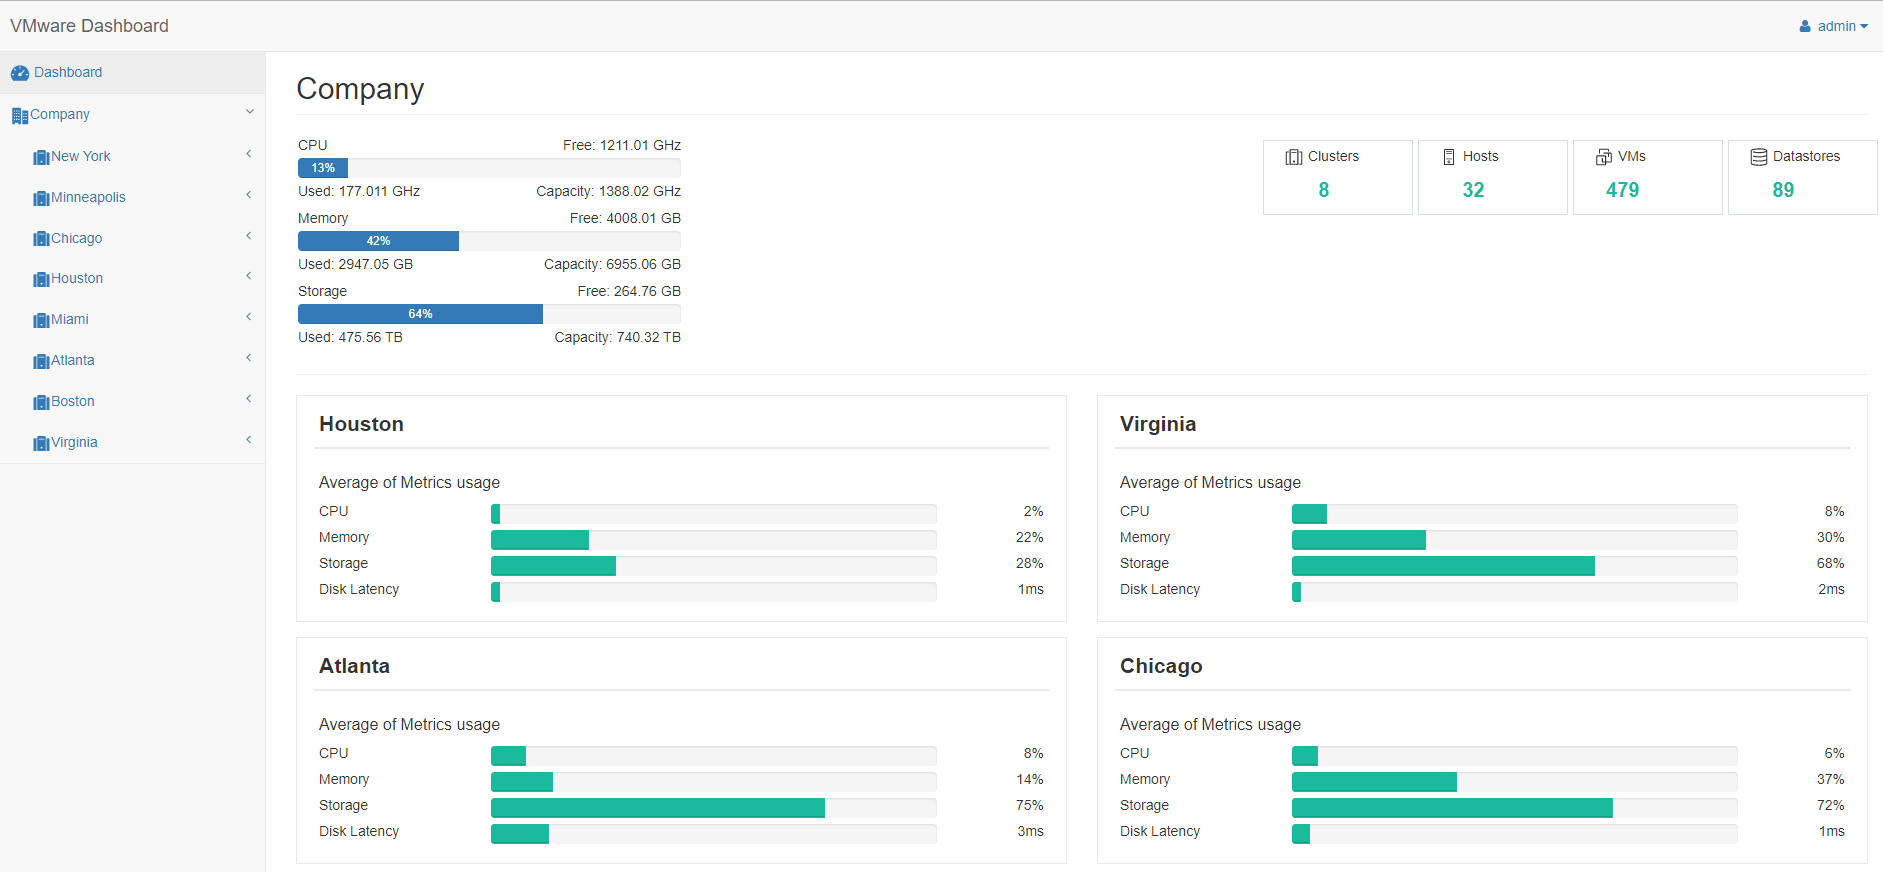 VMware Dashboard
admin
Dashboard
Company
New York
Minneapolis
Chicago
Houston
Miami
Atlanta
Boston
Virginia
Company
CPU Free: 1211.01 GHz
13%
Used: 177.011 GHz Capacity: 1388.02 GHz
Memory Free: 4008.01 GB
42%
Used: 2947.05 GB Capacity: 6955.06 GB
Storage Free: 264.76 GB
64%
Used: 475.56 TB Capacity: 740.32 TB
Clusters
8
Hosts
32
VMs
479
Datastores
89
Houston
Average of Metrics usage
CPU 2%
Memory 22%
Storage 28%
Disk Latency 1ms
Virginia
Average of Metrics usage
CPU 8%
Memory 30%
Storage 68%
Disk Latency 2ms
Atlanta
Average of Metrics usage
CPU 8%
Memory 14%
Storage 75%
Disk Latency 3ms
Chicago
Average of Metrics usage
CPU 6%
Memory 37%
Storage 72%
Disk Latency 1ms